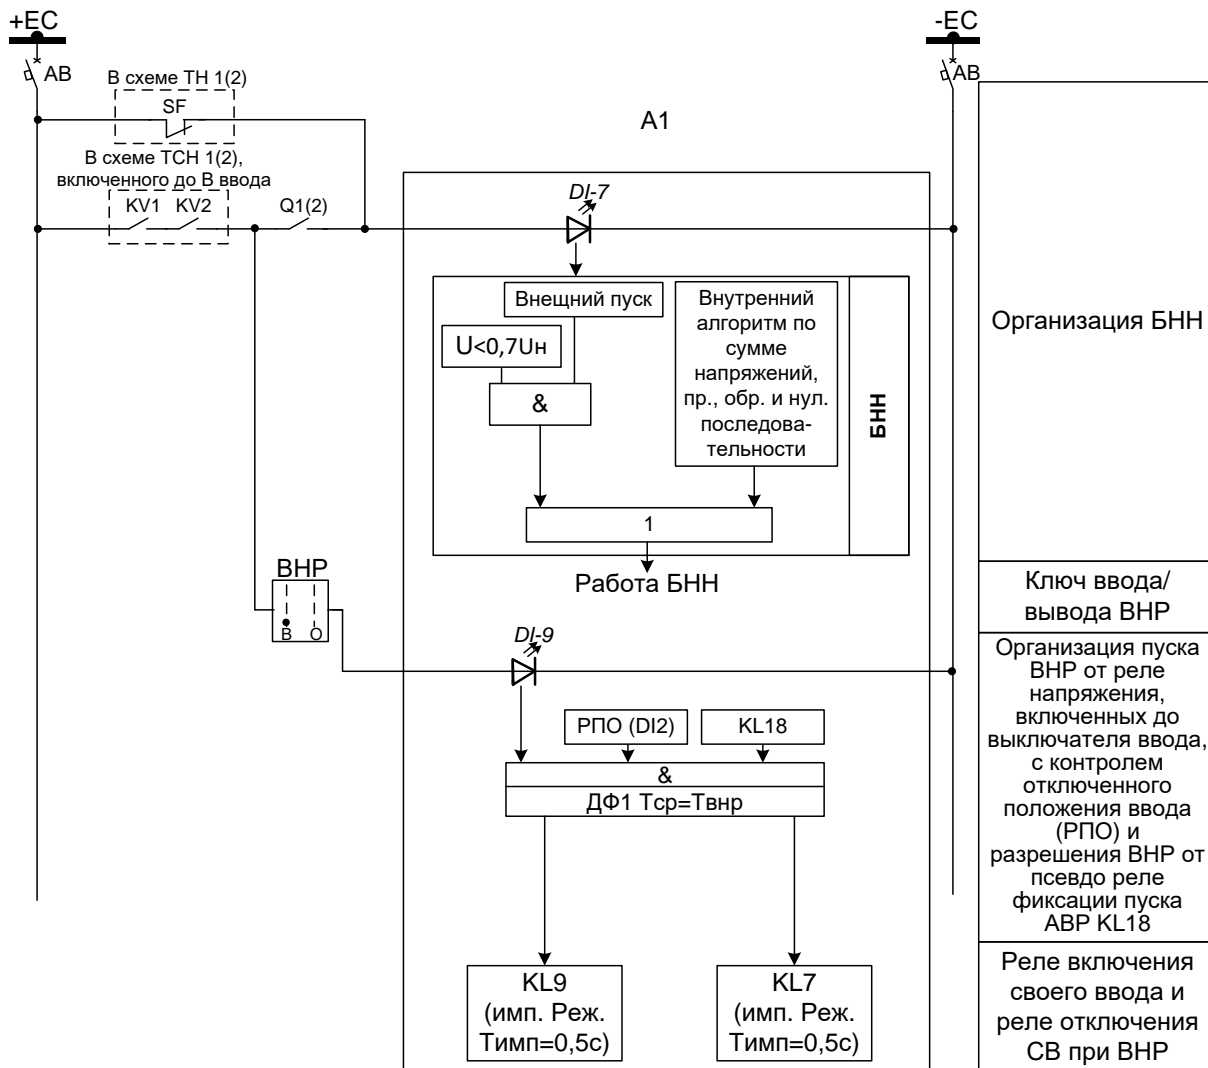 +ЕС
-ЕС
АВ
АВ
В схеме ТН 1(2)
SF
А1
В схеме ТСН 1(2),
включенного до В ввода
KV1
KV2
Q1(2)
DI-7
Внещний пуск
U<0,7Uн
&
Внутренний
алгоритм по
сумме
напряжений,
пр., обр. и нул.
последова-
тельности
БНН
1
Работа БНН
Организация БНН
ВНР
В
О
Ключ ввода/
вывода ВНР
DI-9
РПО (DI2)
KL18
&
ДФ1 Тср=Твнр
Организация пуска
ВНР от реле
напряжения,
включенных до
выключателя ввода,
с контролем
отключенного
положения ввода
(РПО) и
разрешения ВНР от
псевдо реле
фиксации пуска
АВР KL18
KL9
(имп. Реж.
Тимп=0,5с)
KL7
(имп. Реж.
Тимп=0,5с)
Реле включения
своего ввода и
реле отключения
СВ при ВНР